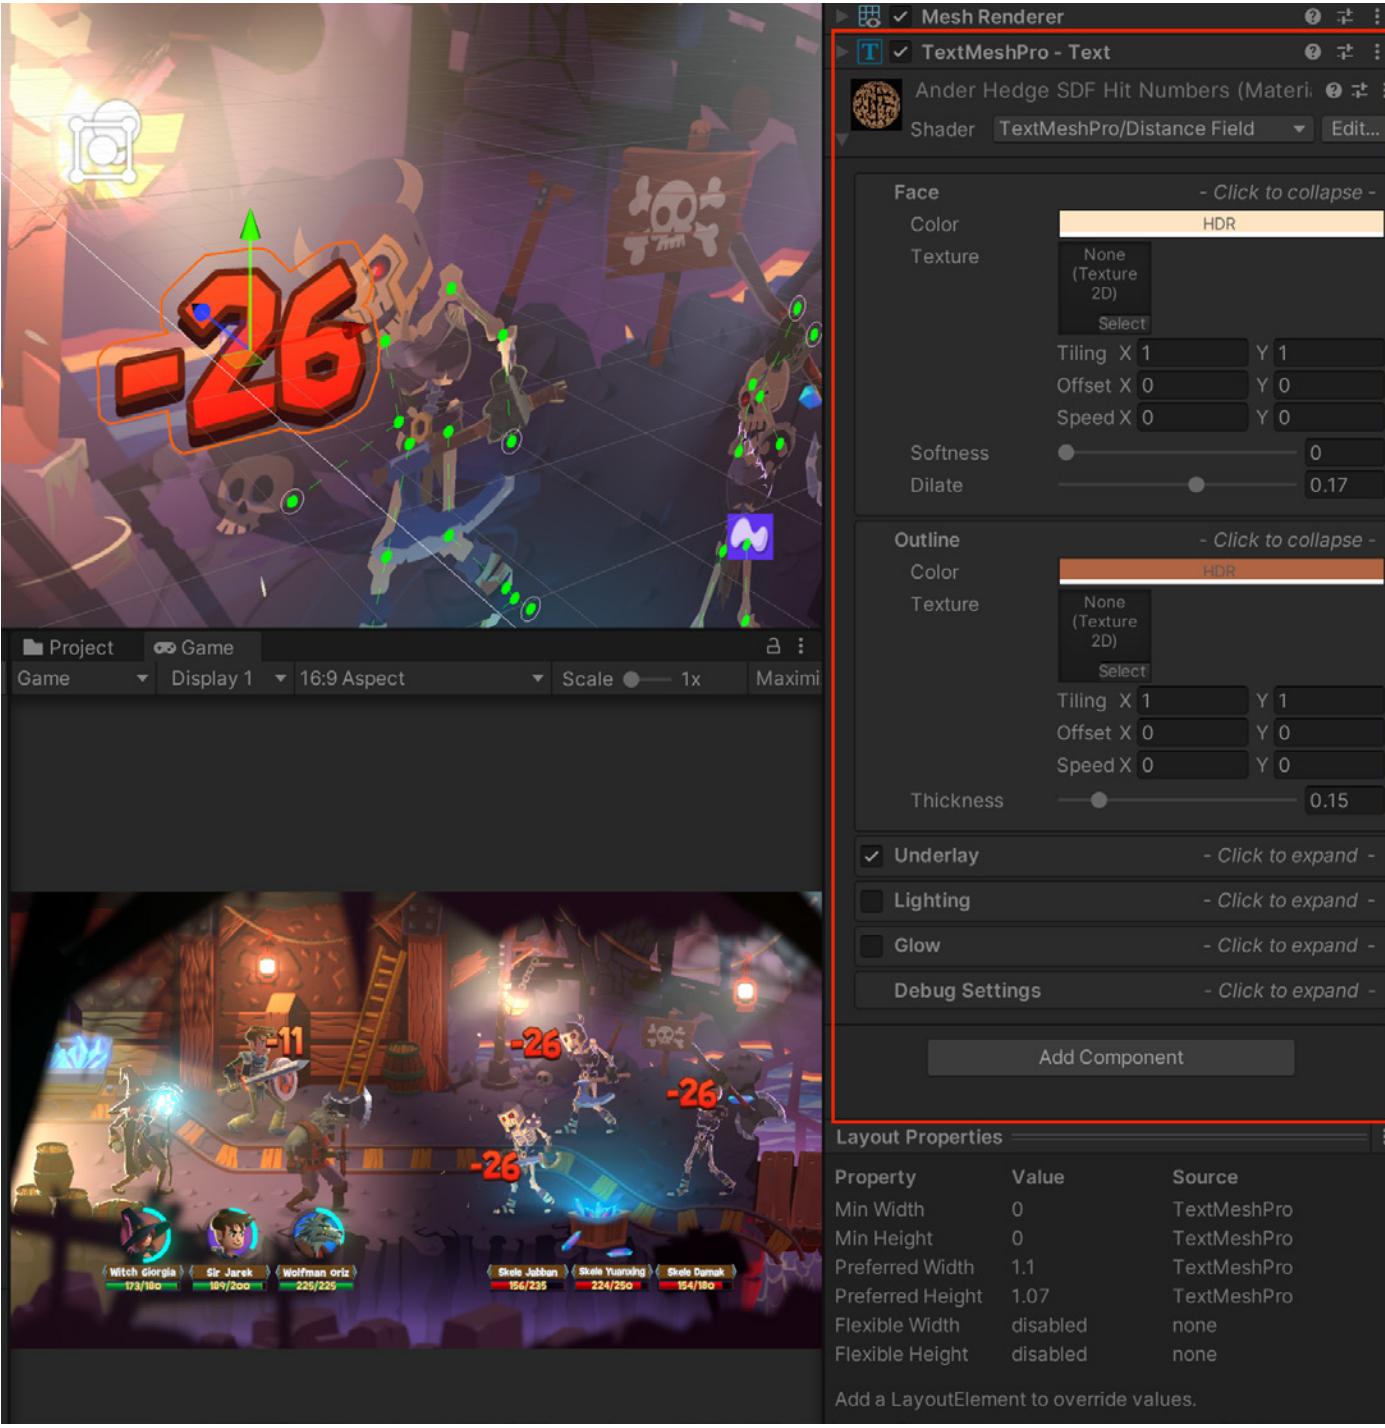 Mesh Renderer
T TextMeshPro - Text
Ander Hedge SDF Hit Numbers (Materi
Shader TextMeshPro/Distance Field Edit...
Face - Click to collapse -
Color HDR
Texture None
(Texture
2D)
Select
Tiling X 1 Y 1
Offset X 0 Y 0
Speed X 0 Y 0
Softness 0
Dilate 0.17
Outline - Click to collapse -
Color HDR
Texture None
(Texture
2D)
Select
Tiling X 1 Y 1
Offset X 0 Y 0
Speed X 0 Y 0
Thickness 0.15
Underlay - Click to expand -
Lighting - Click to expand -
Glow - Click to expand -
Debug Settings - Click to expand -
Add Component
Layout Properties
Property Value Source
Min Width 0 TextMeshPro
Min Height 0 TextMeshPro
Preferred Width 1.1 TextMeshPro
Preferred Height 1.07 TextMeshPro
Flexible Width disabled none
Flexible Height disabled none
Add a LayoutElement to override values.
-26
Project Game
Game Display 1 16:9 Aspect Scale 1x Maximi
-11
-26
-26
-26
Witch Giorgia Sir Jarek Wolfman Oriz Skele Jabban Skele Yuanxing Skele Damak
173/180 189/200 225/225 156/235 224/250 154/180